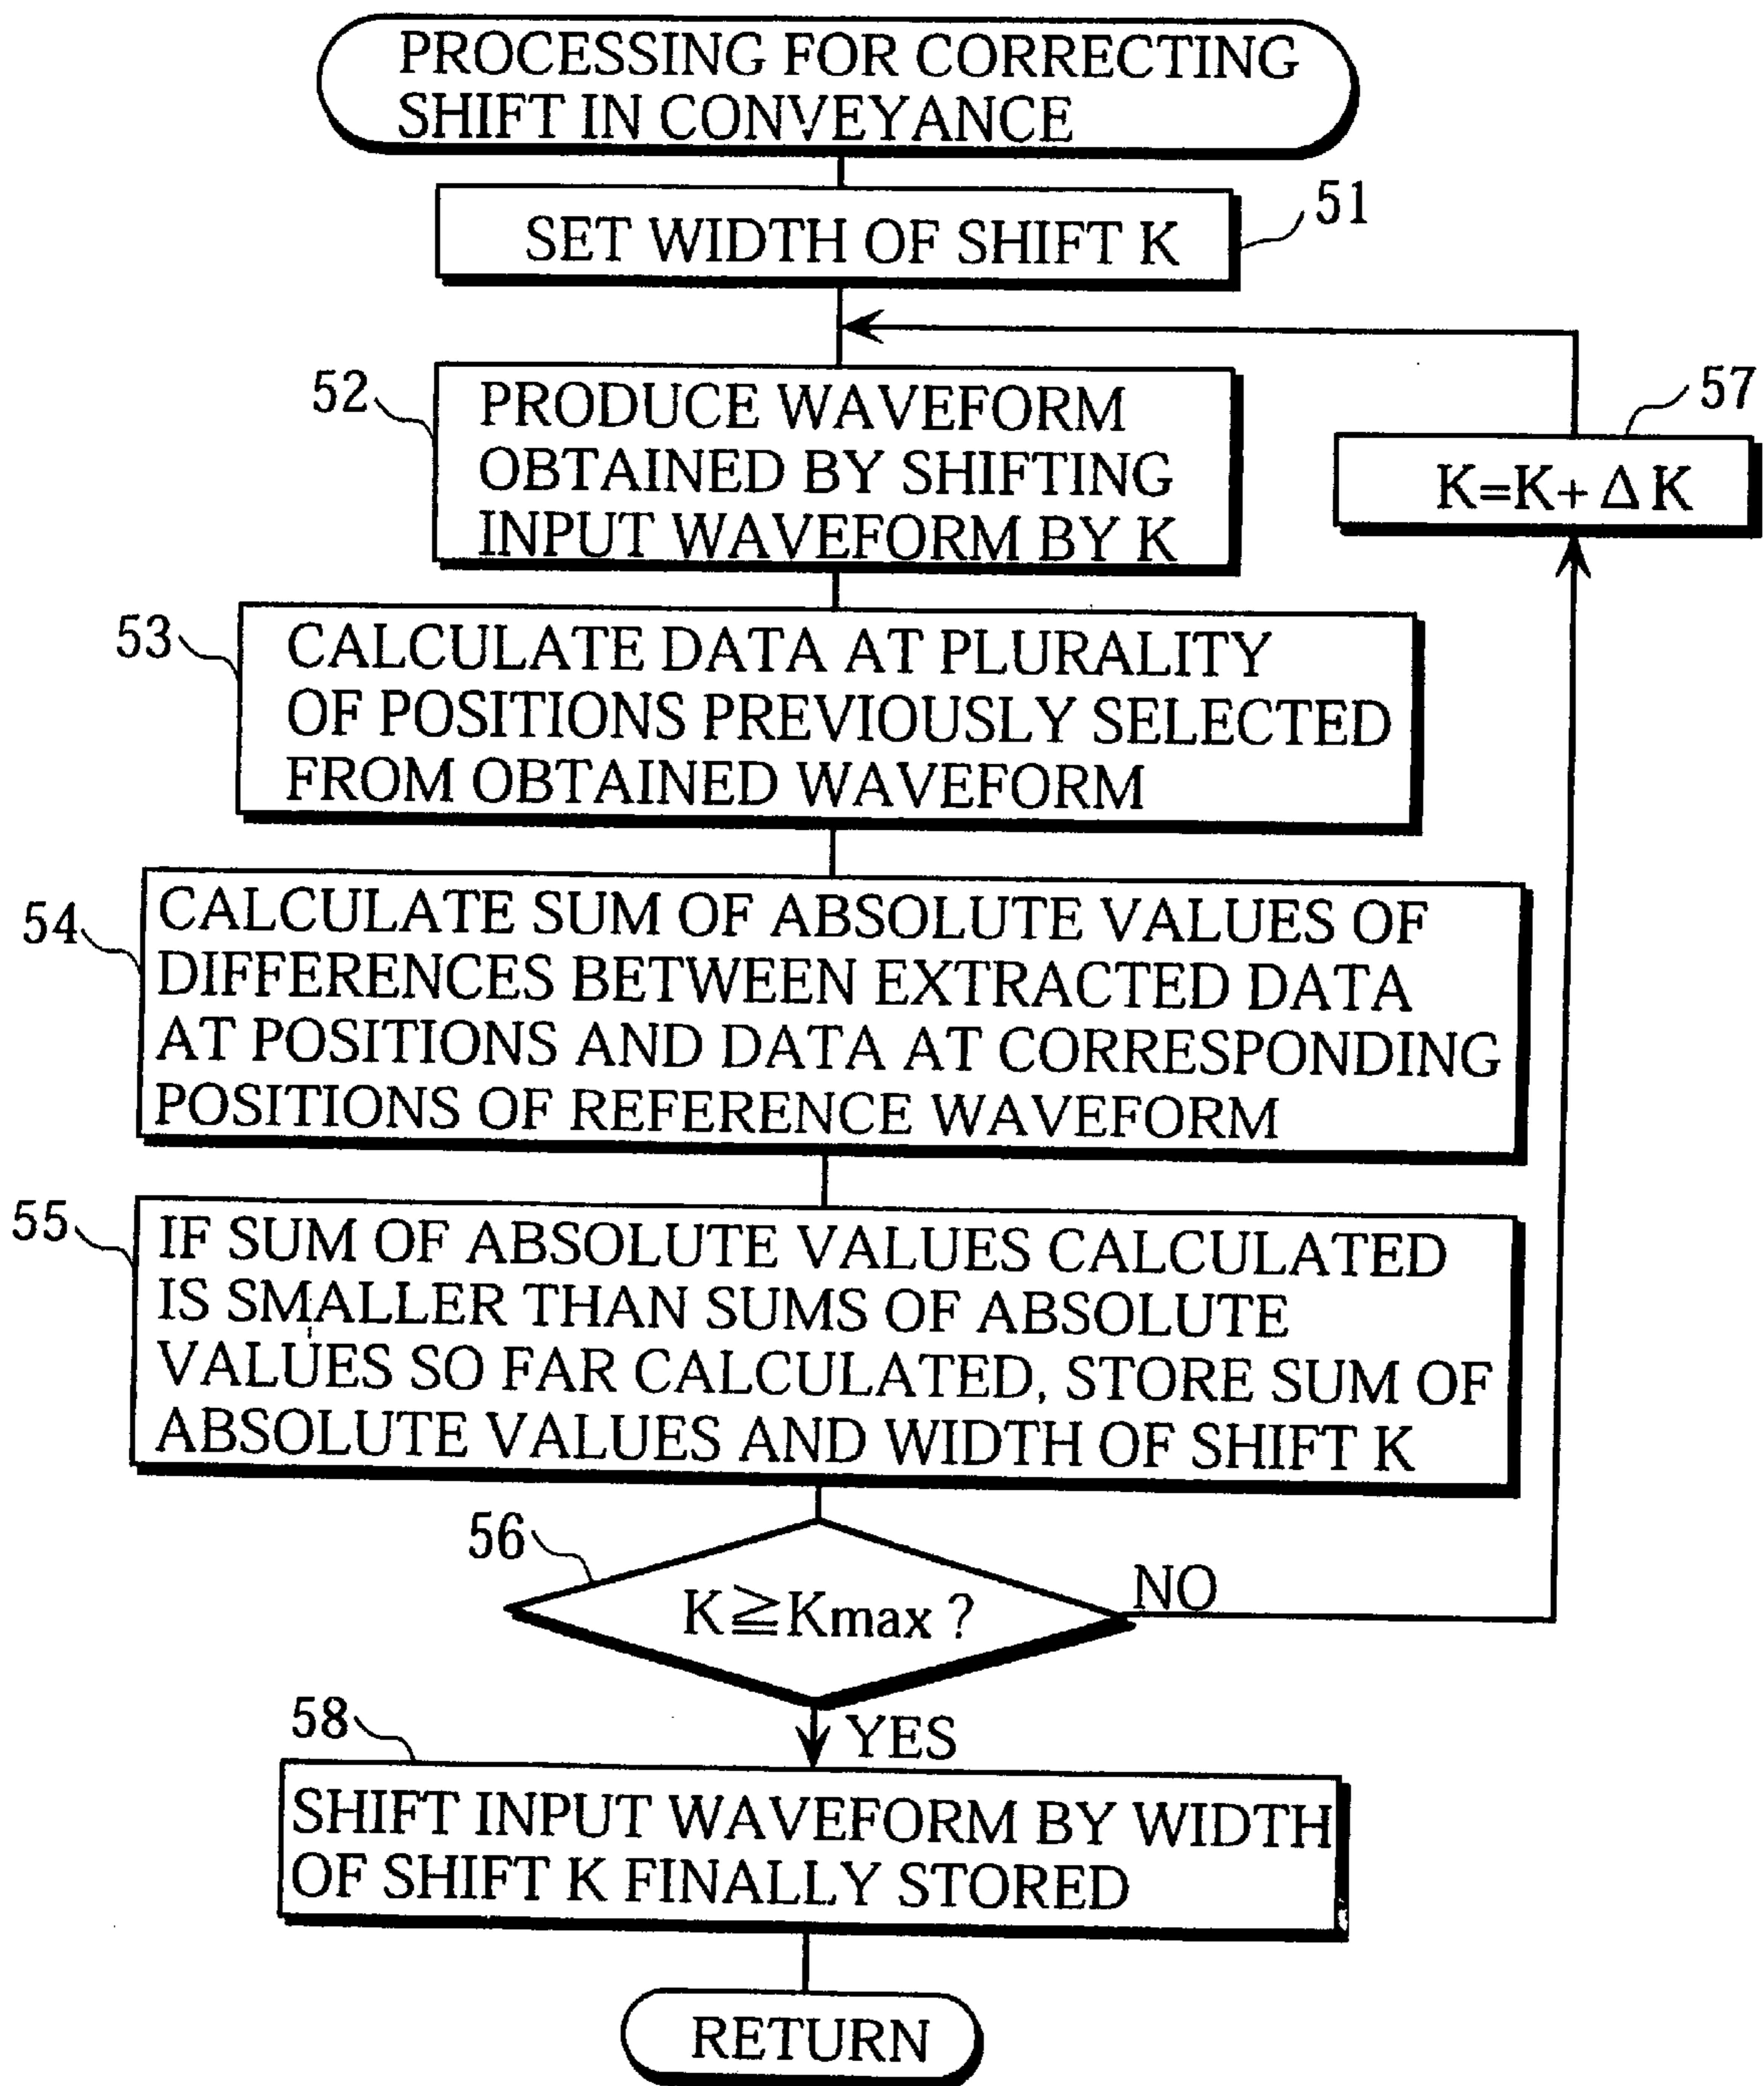 PROCESSING FOR CORRECTING
SHIFT IN CONVEYANCE
51
SET WIDTH OF SHIFT K
52
PRODUCE WAVEFORM
OBTAINED BY SHIFTING
INPUT WAVEFORM BY K
57
K=K+ΔK
53
CALCULATE DATA AT PLURALITY
OF POSITIONS PREVIOUSLY SELECTED
FROM OBTAINED WAVEFORM
54
CALCULATE SUM OF ABSOLUTE VALUES OF
DIFFERENCES BETWEEN EXTRACTED DATA
AT POSITIONS AND DATA AT CORRESPONDING
POSITIONS OF REFERENCE WAVEFORM
55
IF SUM OF ABSOLUTE VALUES CALCULATED
IS SMALLER THAN SUMS OF ABSOLUTE
VALUES SO FAR CALCULATED, STORE SUM OF
ABSOLUTE VALUES AND WIDTH OF SHIFT K
56
K≧Kmax ?
NO
YES
58
SHIFT INPUT WAVEFORM BY WIDTH
OF SHIFT K FINALLY STORED
RETURN